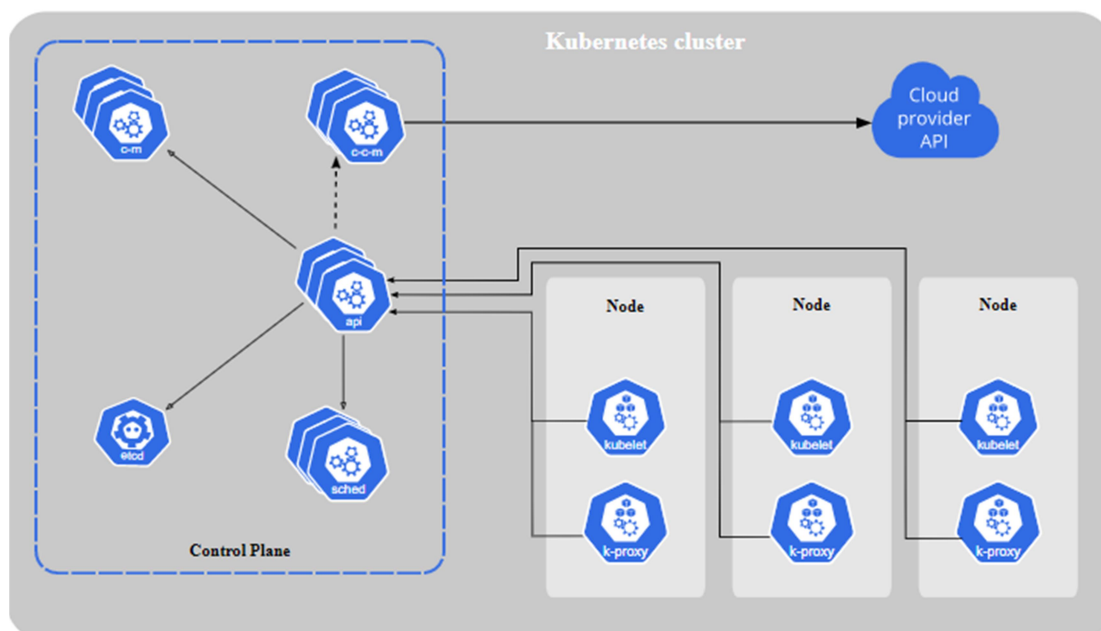 Kubernetes cluster
c-m
c-c-m
Cloud
provider
API
api
etcd
sched
Control Plane
Node
kubelet
k-proxy
Node
kubelet
k-proxy
Node
kubelet
k-proxy